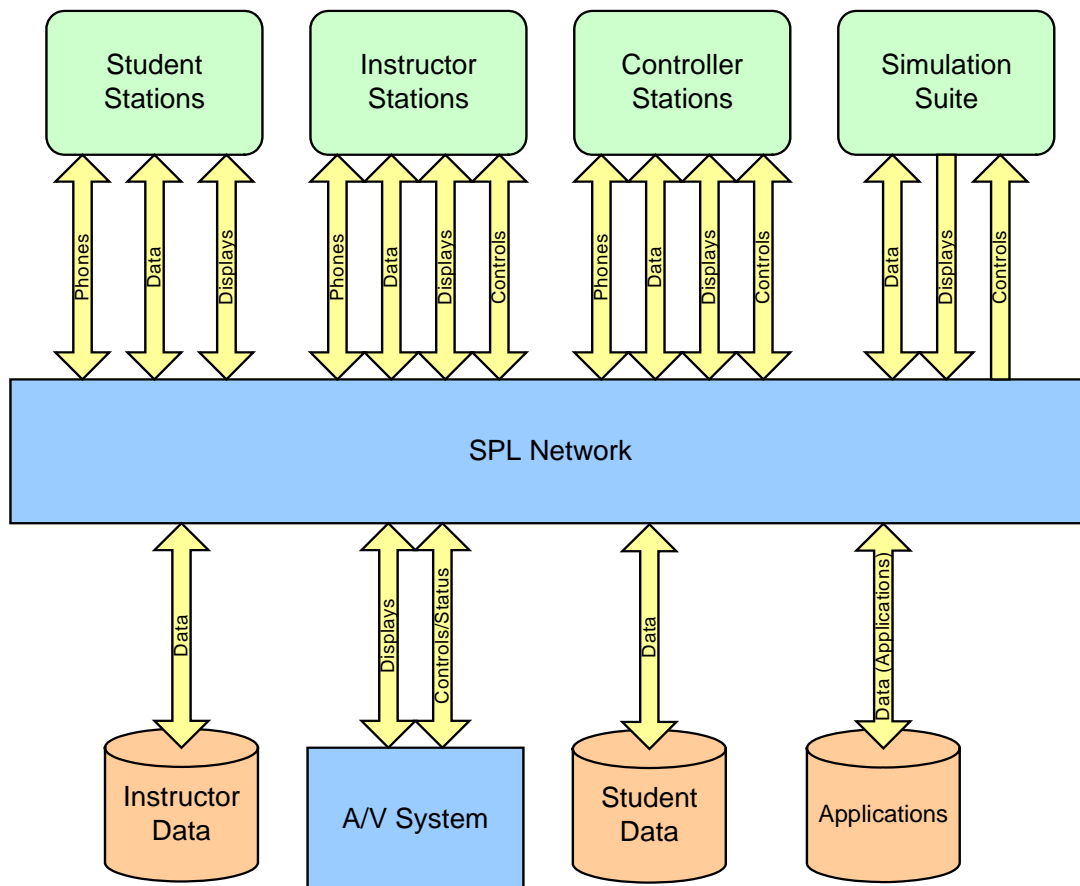 Student
Stations
Instructor
Stations
Controller
Stations
Simulation
Suite
Phones
Data
Displays
Phones
Data
Displays
Controls
Phones
Data
Displays
Controls
Data
Displays
Controls
SPL Network
Data
Displays
Controls/Status
Data
Data (Applications)
Instructor
Data
A/V System
Student
Data
Applications